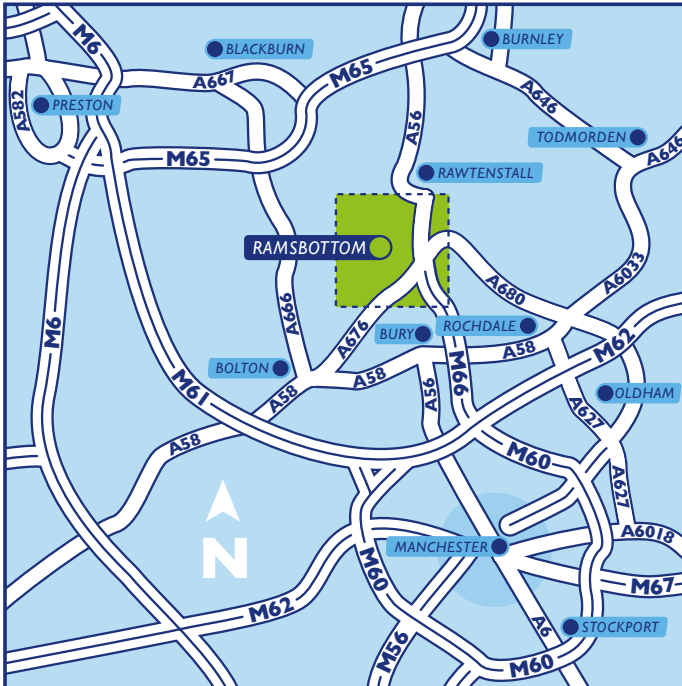 M6
BLACKBURN
BURNLEY
A667
M65
A646
A582
PRESTON
A56
TODMORDEN
A646
M65
RAWTENSTALL
RAMSBOTTOM
A6033
A680
A666
M6
A676
BURY
ROCHDALE
M62
A58
BOLTON
A58
M66
M61
A58
A56
A627
OLDHAM
A58
M60
A627
N
A6018
MANCHESTER
M60
M67
M62
A6
STOCKPORT
M56
M60